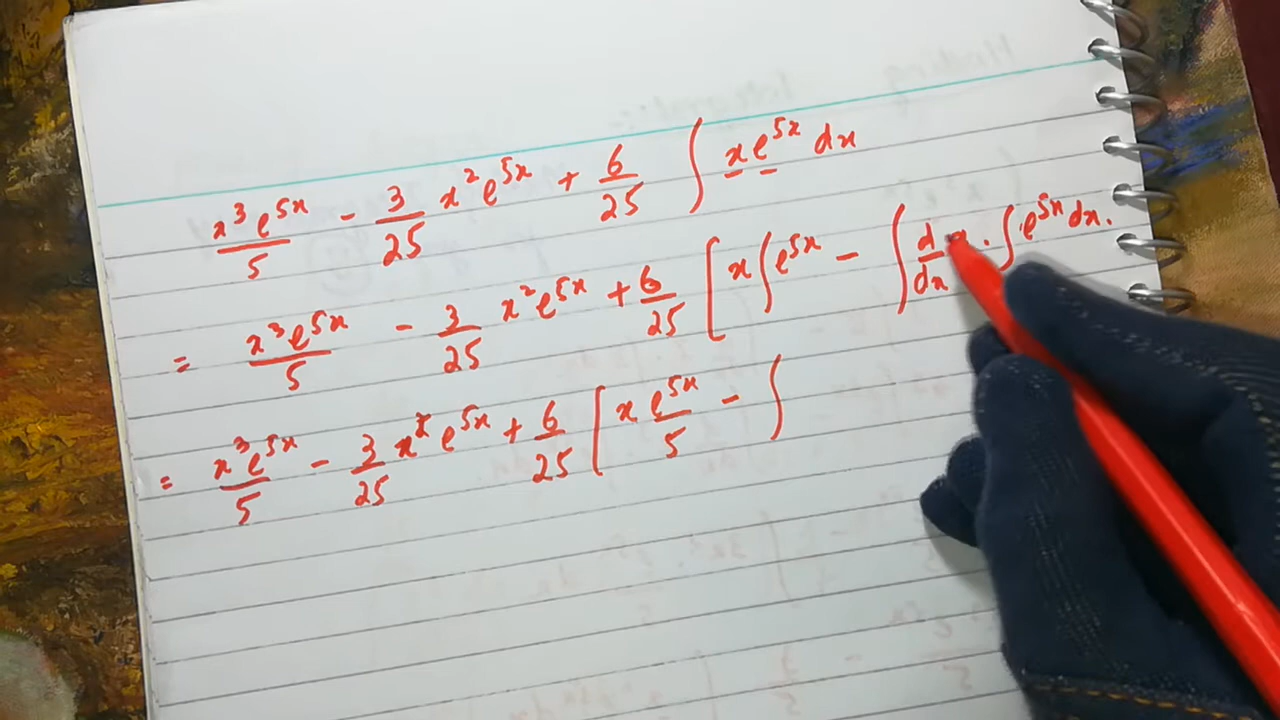 x³e⁵ˣ/5 - 3/25 x²e⁵ˣ + 6/25 ∫ xe⁵ˣ dx
= x³e⁵ˣ/5 - 3/25 x²e⁵ˣ + 6/25 [ x∫e⁵ˣ - ∫ d/dx x · ∫e⁵ˣ dx.
= x³e⁵ˣ/5 - 3/25 x²e⁵ˣ + 6/25 [ x e⁵ˣ/5 - ∫